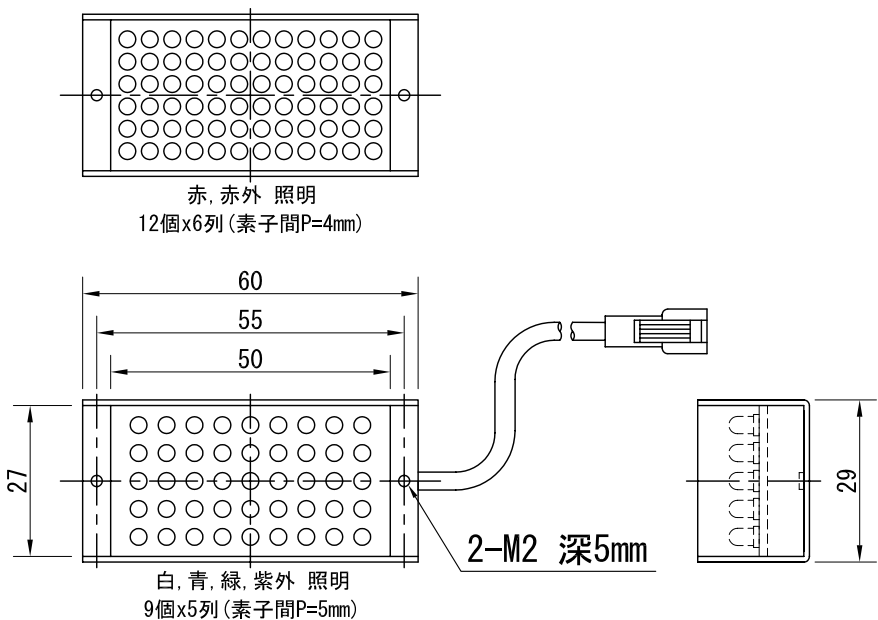 赤, 赤外 照明
12個x6列(素子間P=4mm)
60
55
50
27
29
2-M2 深5mm
白, 青, 緑, 紫外 照明
9個x5列(素子間P=5mm)